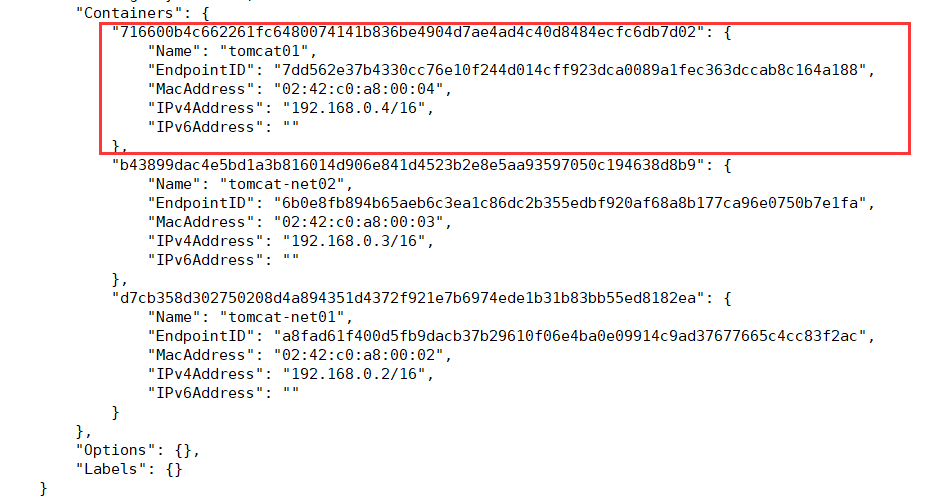 "Containers": {
"716600b4c662261fc6480074141b836be4904d7ae4ad4c40d8484ecfc6db7d02": {
"Name": "tomcat01",
"EndpointID": "7dd562e37b4330cc76e10f244d014cff923dca0089a1fec363dccab8c164a188",
"MacAddress": "02:42:c0:a8:00:04",
"IPv4Address": "192.168.0.4/16",
"IPv6Address": ""
},
"b43899dac4e5bd1a3b816014d906e841d4523b2e8e5aa93597050c194638d8b9": {
"Name": "tomcat-net02",
"EndpointID": "6b0e8fb894b65aeb6c3ea1c86dc2b355edbf920af68a8b177ca96e0750b7e1fa",
"MacAddress": "02:42:c0:a8:00:03",
"IPv4Address": "192.168.0.3/16",
"IPv6Address": ""
},
"d7cb358d302750208d4a894351d4372f921e7b6974ede1b31b83bb55ed8182ea": {
"Name": "tomcat-net01",
"EndpointID": "a8fad61f400d5fb9dacb37b29610f06e4ba0e09914c9ad37677665c4cc83f2ac",
"MacAddress": "02:42:c0:a8:00:02",
"IPv4Address": "192.168.0.2/16",
"IPv6Address": ""
}
},
"Options": {},
"Labels": {}
}